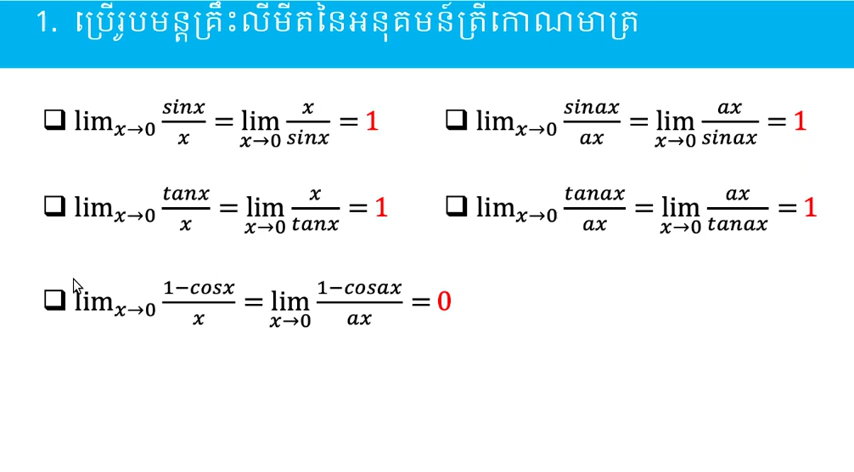 1. ប្រើរូបមន្តគ្រឹះលីមីតនៃអនុគមន៍ត្រីកោណមាត្រ
❑ lim_{x→0} sinx/x = lim_{x→0} x/sinx = 1
❑ lim_{x→0} sinax/ax = lim_{x→0} ax/sinax = 1
❑ lim_{x→0} tanx/x = lim_{x→0} x/tanx = 1
❑ lim_{x→0} tanax/ax = lim_{x→0} ax/tanax = 1
❑ lim_{x→0} 1−cosx/x = lim_{x→0} 1−cosax/ax = 0